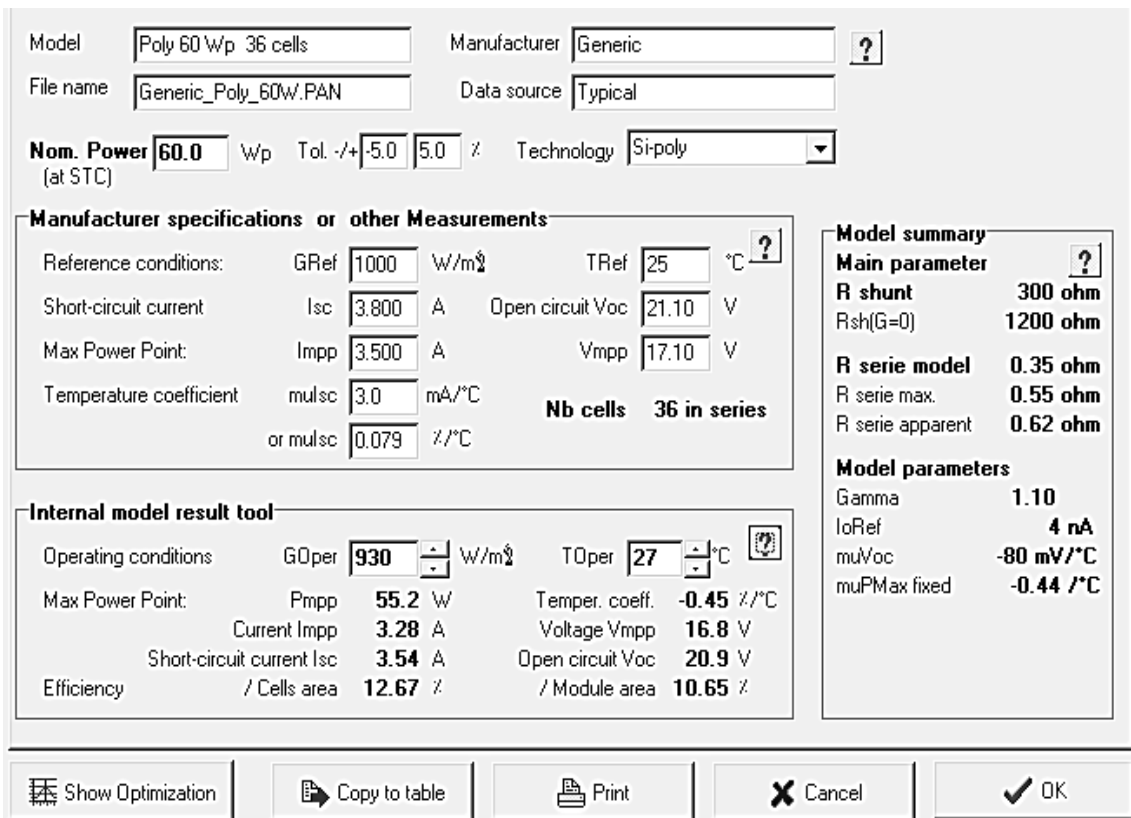 Model Poly 60 Wp 36 cells Manufacturer Generic ?
File name Generic_Poly_60W.PAN Data source Typical
Nom. Power 60.0 Wp Tol. -/+ -5.0 5.0 % Technology Si-poly
(at STC)
Manufacturer specifications or other Measurements
?
Reference conditions: GRef 1000 W/m² TRef 25 °C
Short-circuit current Isc 3.800 A Open circuit Voc 21.10 V
Max Power Point: Impp 3.500 A Vmpp 17.10 V
Temperature coefficient muIsc 3.0 mA/°C Nb cells 36 in series
or muIsc 0.079 %/°C
Internal model result tool
?
Operating conditions GOper 930 W/m² TOper 27 °C
Max Power Point: Pmpp 55.2 W Temper. coeff. -0.45 %/°C
Current Impp 3.28 A Voltage Vmpp 16.8 V
Short-circuit current Isc 3.54 A Open circuit Voc 20.9 V
Efficiency / Cells area 12.67 % / Module area 10.65 %
Model summary
Main parameter ?
R shunt 300 ohm
Rsh(G=0) 1200 ohm
R serie model 0.35 ohm
R serie max. 0.55 ohm
R serie apparent 0.62 ohm
Model parameters
Gamma 1.10
IoRef 4 nA
muVoc -80 mV/°C
muPMax fixed -0.44 /°C
Show Optimization Copy to table Print Cancel OK